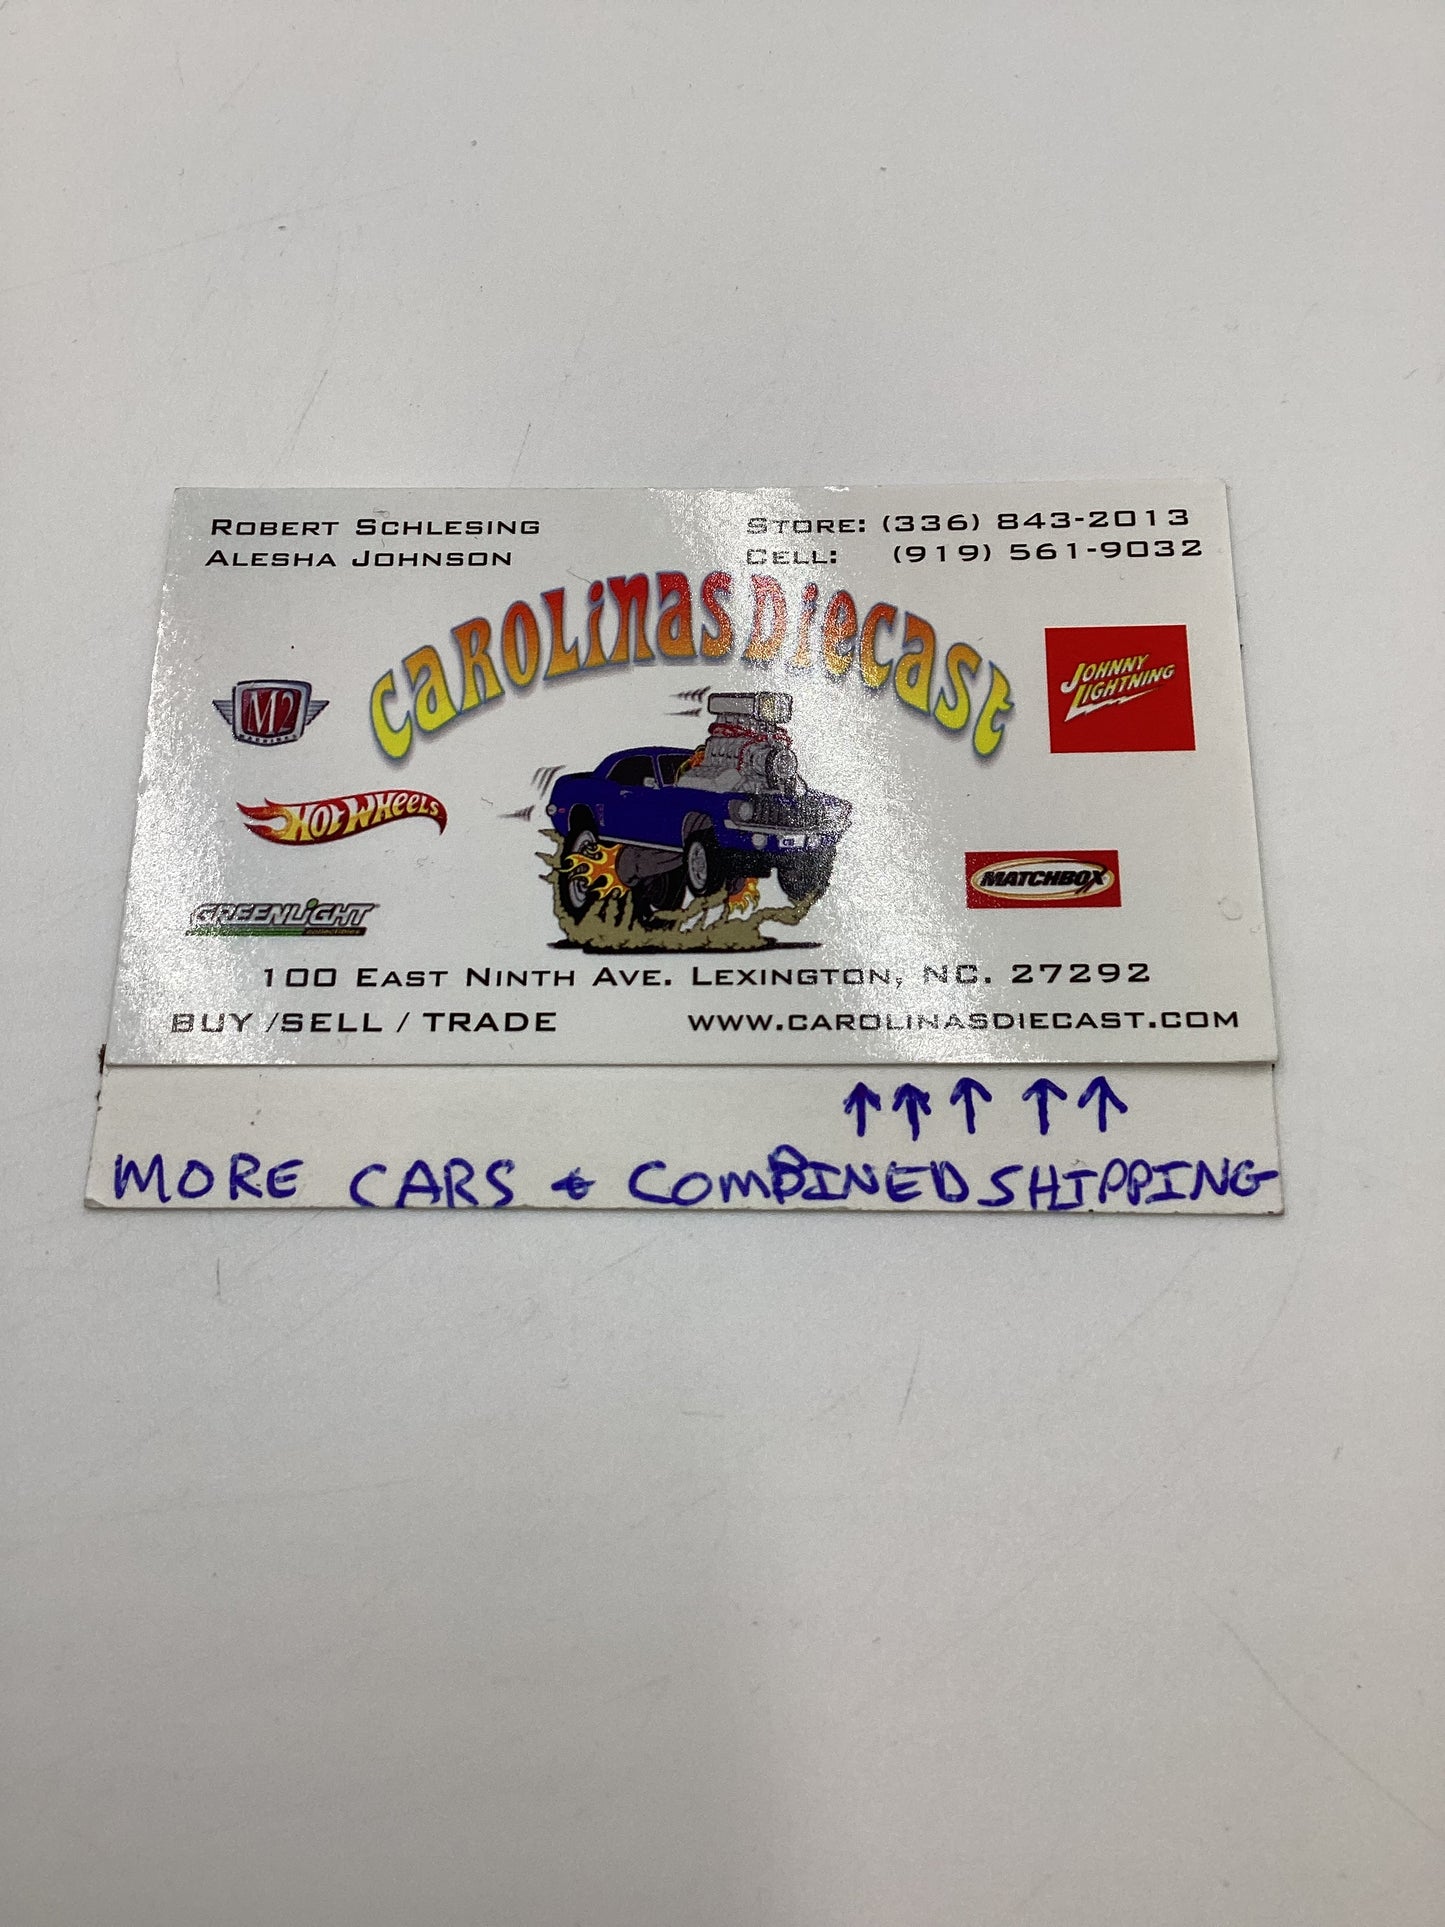 ROBERT SCHLESING
ALESHA JOHNSON
STORE: (336) 843-2013
CELL: (919) 561-9032
CAROLINAS DIECAST
M2
MACHINES
JOHNNY
LIGHTNING
HOT WHEELS
MATCHBOX
GREENLIGHT
collectibles
100 EAST NINTH AVE. LEXINGTON, NC. 27292
BUY /SELL / TRADE
WWW.CAROLINASDIECAST.COM
↑↑↑ ↑↑
MORE CARS & COMBINED SHIPPING